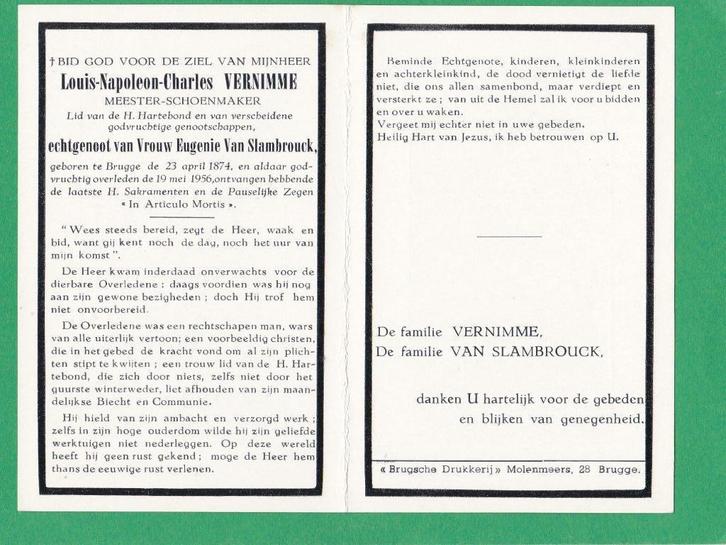 † BID GOD VOOR DE ZIEL VAN MIJNHEER
Louis-Napoleon-Charles VERNIMME
MEESTER-SCHOENMAKER
Lid van de H. Hartebond en van verscheidene
godvruchtige genootschappen,
echtgenoot van Vrouw Eugenie Van Slambrouck,
geboren te Brugge de 23 april 1874, en aldaar god-
vruchtig overleden de 19 mei 1956, ontvangen hebbende
de laatste H. Sakramenten en de Pauselijke Zegen
« In Articulo Mortis ».
“Wees steeds bereid, zegt de Heer, waak en
bid, want gij kent noch de dag, noch het uur van
mijn komst”.
De Heer kwam inderdaad onverwachts voor de
dierbare Overledene ; daags voordien was hij nog
aan zijn gewone bezigheden ; doch Hij trof hem
niet onvoorbereid.
De Overledene was een rechtschapen man, wars
van alle uiterlijk vertoon; een voorbeeldig christen,
die in het gebed de kracht vond om al zijn plich-
ten stipt te kwijten ; een trouw lid van de H. Har-
tebond, die zich door niets, zelfs niet door het
guurste winterweder, liet afhouden van zijn maan-
delijkse Biecht en Communie.
Hij hield van zijn ambacht en verzorgd werk ;
zelfs in zijn hoge ouderdom wilde hij zijn geliefde
werktuigen niet nederleggen. Op deze wereld
heeft hij geen rust gekend ; moge de Heer hem
thans de eeuwige rust verlenen.
Beminde Echtgenote, kinderen, kleinkinderen
en achterkleinkind, de dood vernietigt de liefde
niet, die ons allen samenbond, maar verdiept en
versterkt ze ; van uit de Hemel zal ik voor u bidden
en over u waken.
Vergeet mij echter niet in uwe gebeden.
Heilig Hart van Jezus, ik heb betrouwen op U.
De familie VERNIMME,
De familie VAN SLAMBROUCK,
danken U hartelijk voor de gebeden
en blijken van genegenheid.
« Brugsche Drukkerij » Molenmeers, 28 Brugge.